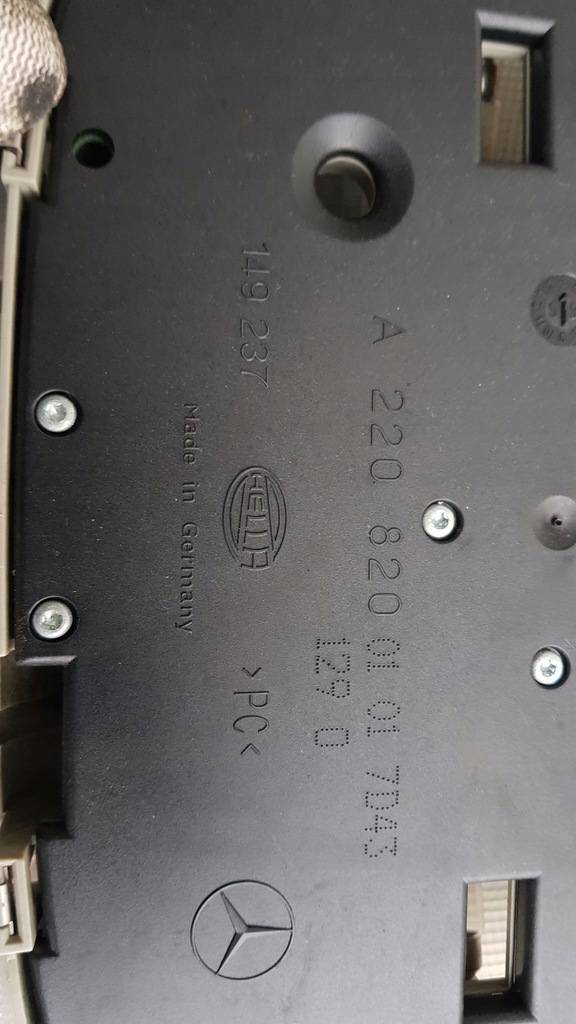 A 220 820 01 01 7D43
129 0
149 237
HELLA
>PC<
Made in Germany